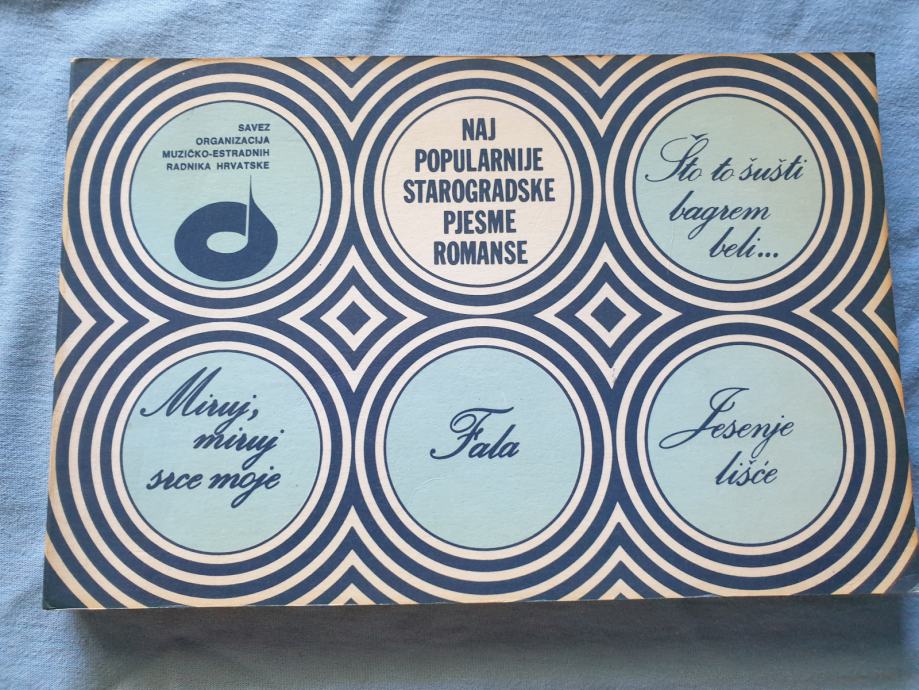 SAVEZ
ORGANIZACIJA
MUZIČKO-ESTRADNIH
RADNIKA HRVATSKE
NAJ
POPULARNIJE
STAROGRADSKE
PJESME
ROMANSE
Što to šušti
bagrem
beli...
Miruj,
miruj
srce moje
Fala
Jesenje
lišće